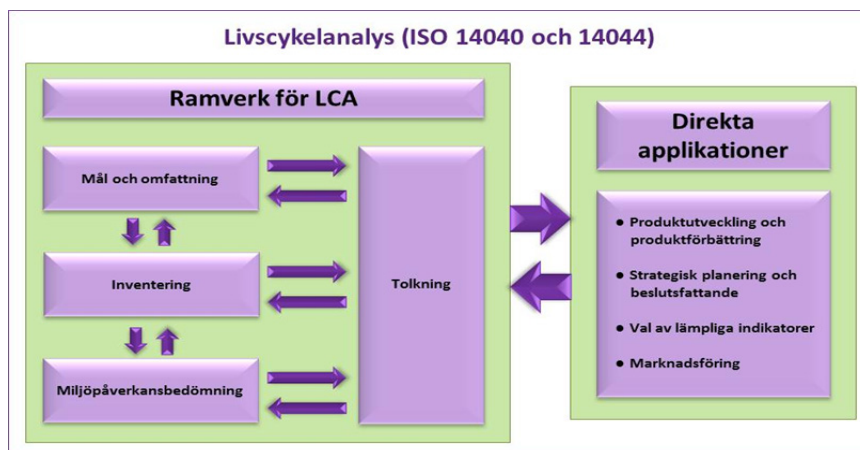 Livscykelanalys (ISO 14040 och 14044)
Ramverk för LCA
Mål och omfattning
Inventering
Miljöpåverkansbedömning
Tolkning
Direkta
applikationer
• Produktutveckling och
produktförbättring
• Strategisk planering och
beslutsfattande
• Val av lämpliga indikatorer
• Marknadsföring